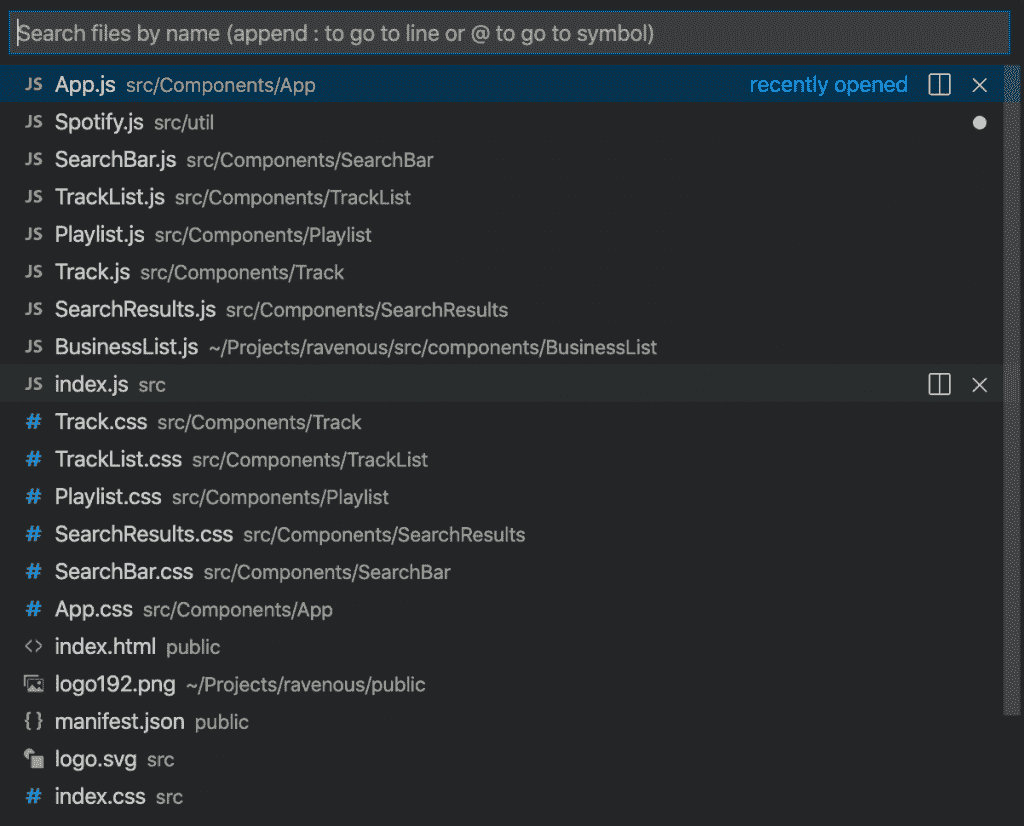 Search files by name (append : to go to line or @ to go to symbol)
JS App.js src/Components/App recently opened
JS Spotify.js src/util
JS SearchBar.js src/Components/SearchBar
JS TrackList.js src/Components/TrackList
JS Playlist.js src/Components/Playlist
JS Track.js src/Components/Track
JS SearchResults.js src/Components/SearchResults
JS BusinessList.js ~/Projects/ravenous/src/components/BusinessList
JS index.js src
# Track.css src/Components/Track
# TrackList.css src/Components/TrackList
# Playlist.css src/Components/Playlist
# SearchResults.css src/Components/SearchResults
# SearchBar.css src/Components/SearchBar
# App.css src/Components/App
<> index.html public
logo192.png ~/Projects/ravenous/public
{} manifest.json public
logo.svg src
# index.css src